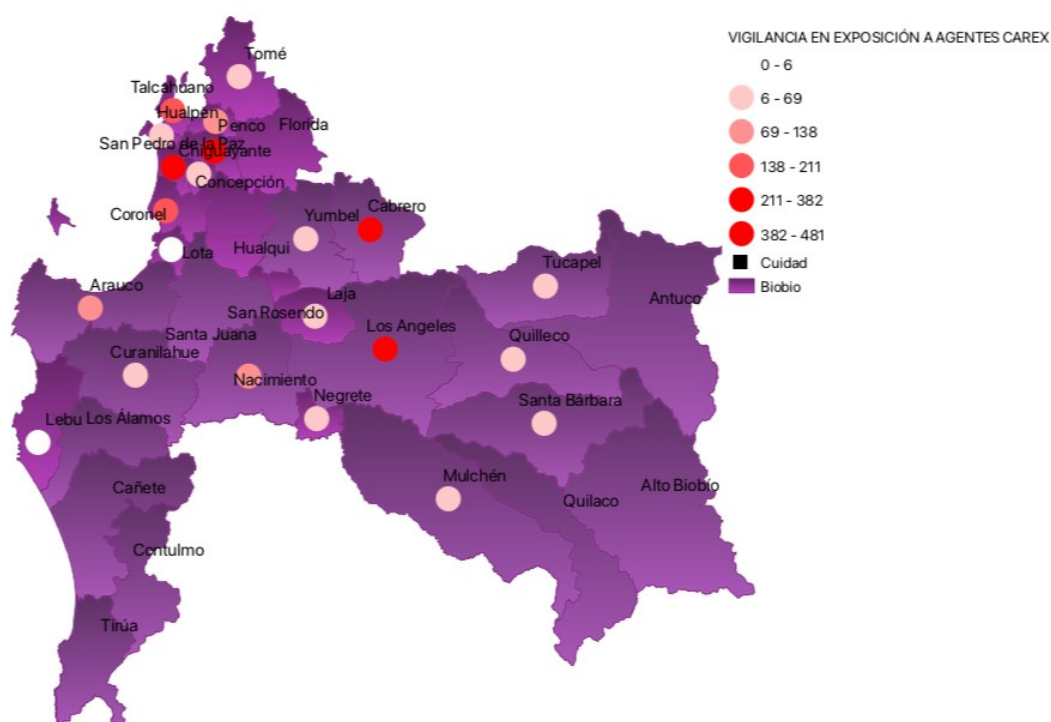 VIGILANCIA EN EXPOSICIÓN A AGENTES CAREX
0 - 6
6 - 69
69 - 138
138 - 211
211 - 382
382 - 481
Cuidad
Biobio
Tomé
Talcahuano
Hualpén
Penco
Florida
San Pedro de la Paz
Chiguayante
Concepción
Coronel
Yumbel
Cabrero
Hualqui
Lota
Tucapel
Arauco
Laja
Antuco
San Rosendo
Los Angeles
Santa Juana
Quilleco
Curanilahue
Nacimiento
Negrete
Santa Bárbara
Lebu
Los Álamos
Mulchén
Cañete
Alto Biobío
Quilaco
Contulmo
Tirúa